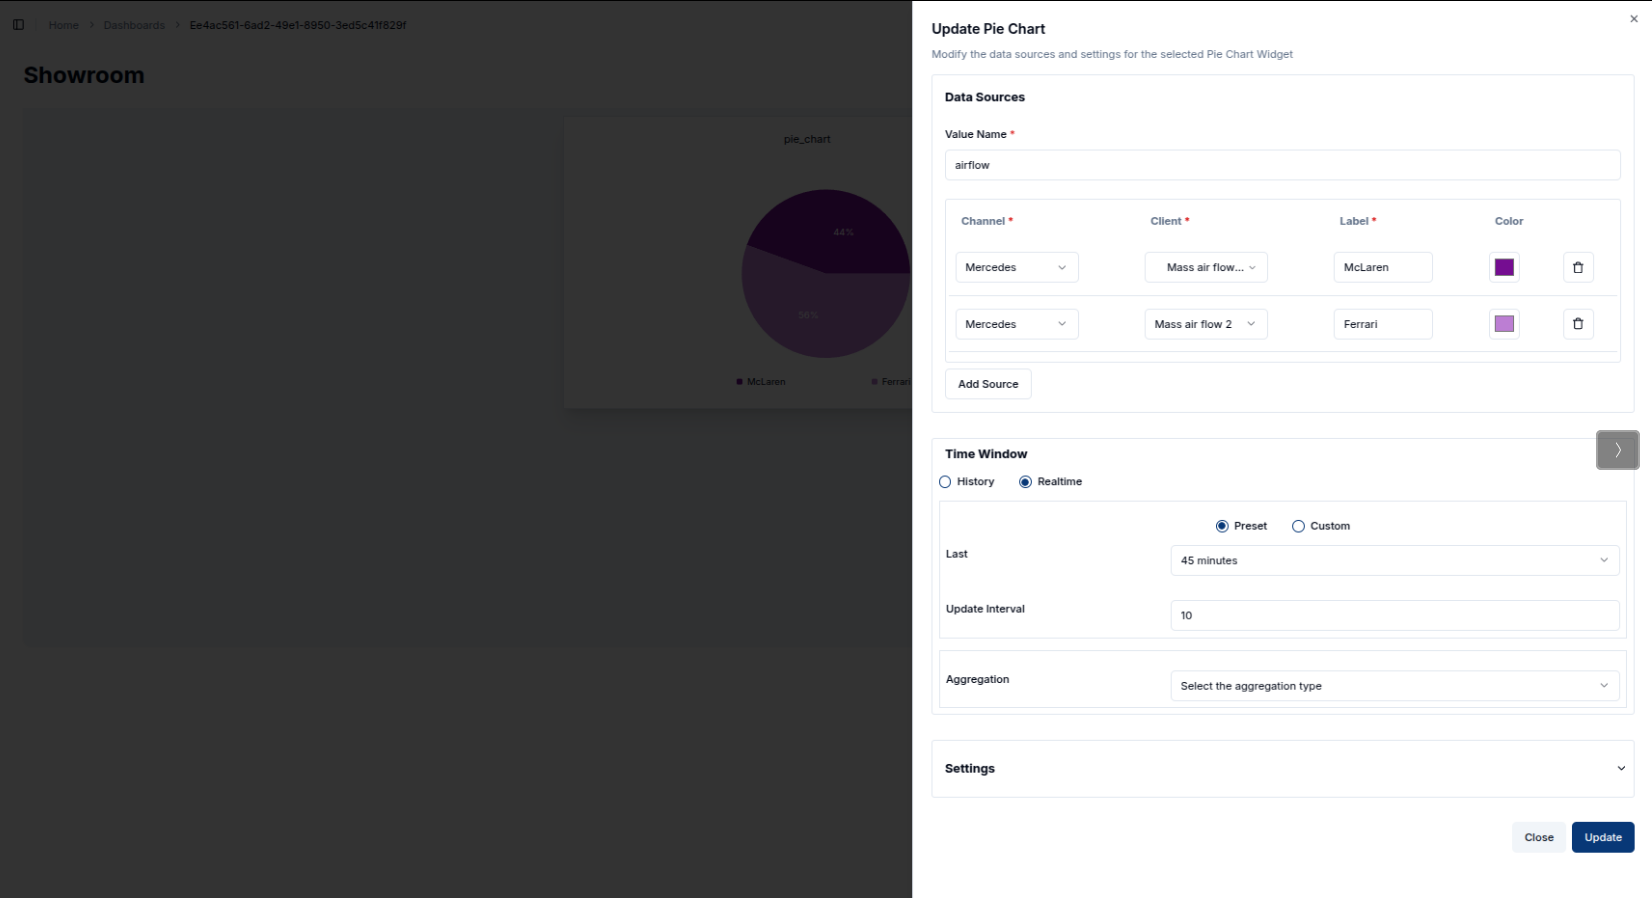 Home > Dashboards > Ee4ac561-6ad2-49e1-8950-3ed5c41f829f
Showroom
pie_chart
44%
56%
McLaren Ferrari
Update Pie Chart
Modify the data sources and settings for the selected Pie Chart Widget
Data Sources
Value Name *
airflow
Channel * Client * Label * Color
Mercedes Mass air flow... McLaren
Mercedes Mass air flow 2 Ferrari
Add Source
Time Window
History Realtime
Preset Custom
Last
45 minutes
Update Interval
10
Aggregation
Select the aggregation type
Settings
Close Update